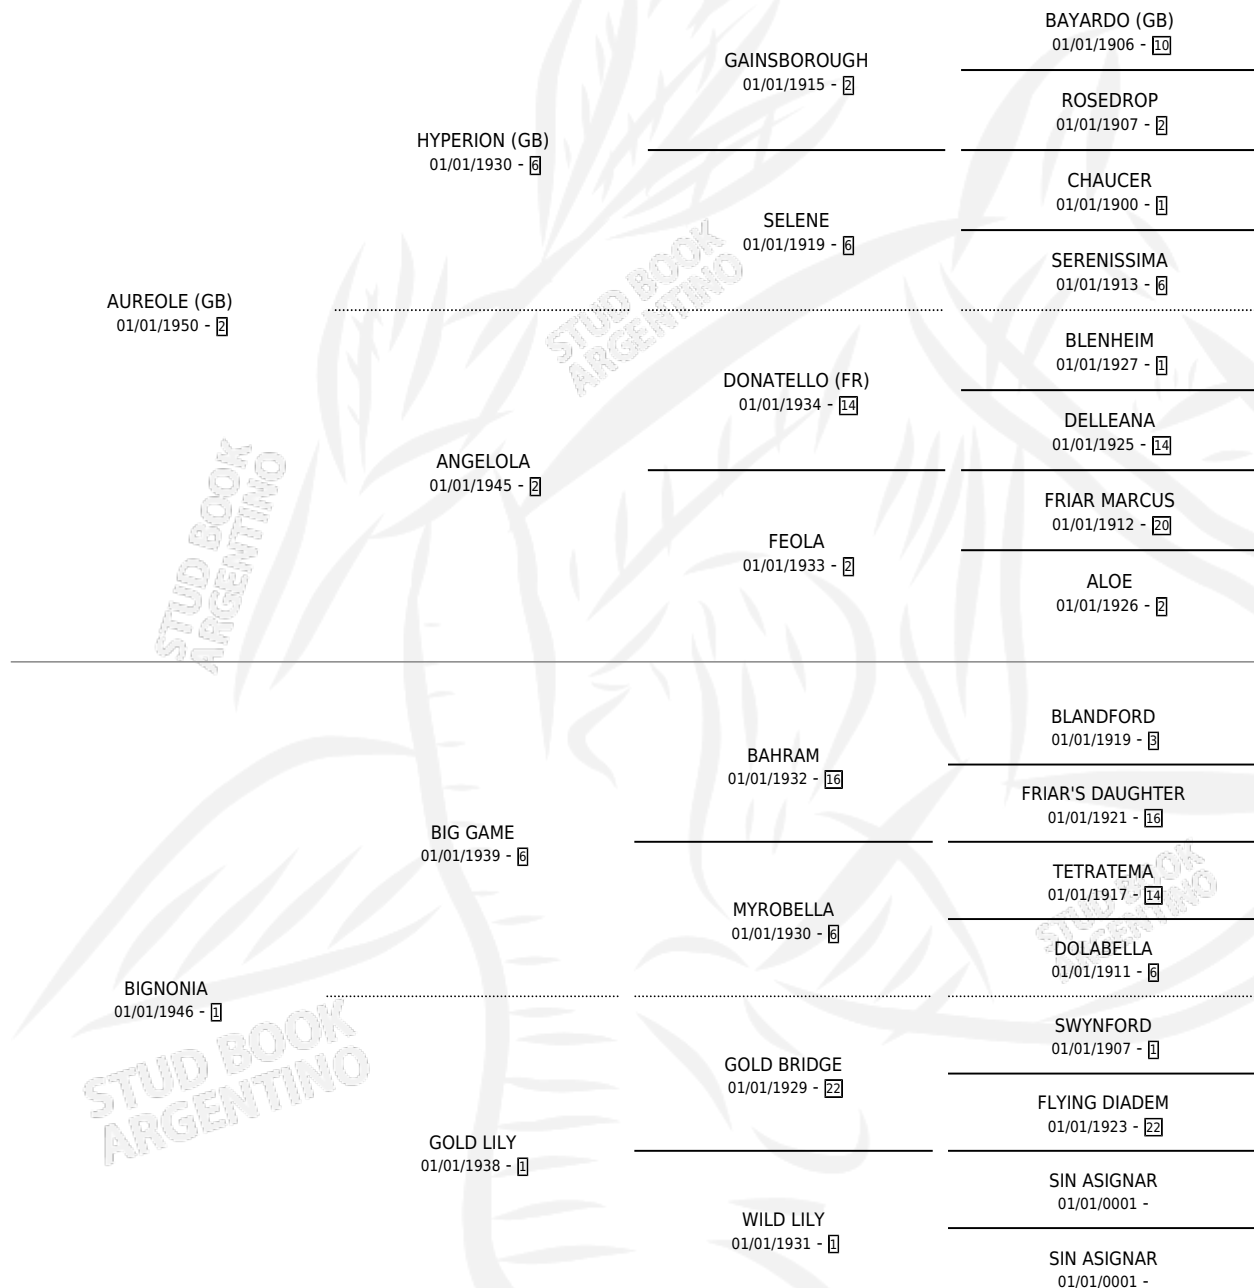 BAYARDO (GB)
01/01/1906 - 10
GAINSBOROUGH
01/01/1915 - 2
ROSEDROP
01/01/1907 - 2
HYPERION (GB)
01/01/1930 - 6
CHAUCER
01/01/1900 - 1
SELENE
01/01/1919 - 6
SERENISSIMA
01/01/1913 - 6
AUREOLE (GB)
01/01/1950 - 2
BLENHEIM
01/01/1927 - 1
DONATELLO (FR)
01/01/1934 - 14
DELLEANA
01/01/1925 - 14
ANGELOLA
01/01/1945 - 2
FRIAR MARCUS
01/01/1912 - 20
FEOLA
01/01/1933 - 2
ALOE
01/01/1926 - 2
BLANDFORD
01/01/1919 - 3
BAHRAM
01/01/1932 - 16
FRIAR'S DAUGHTER
01/01/1921 - 16
BIG GAME
01/01/1939 - 6
TETRATEMA
01/01/1917 - 14
MYROBELLA
01/01/1930 - 6
DOLABELLA
01/01/1911 - 6
BIGNONIA
01/01/1946 - 1
SWYNFORD
01/01/1907 - 1
GOLD BRIDGE
01/01/1929 - 22
FLYING DIADEM
01/01/1923 - 22
GOLD LILY
01/01/1938 - 1
SIN ASIGNAR
01/01/0001 -
WILD LILY
01/01/1931 - 1
SIN ASIGNAR
01/01/0001 -
STUD BOOK
ARGENTINO
STUD BOOK
ARGENTINO
STUD BOOK
ARGENTINO
STUD BOOK
ARGENTINO